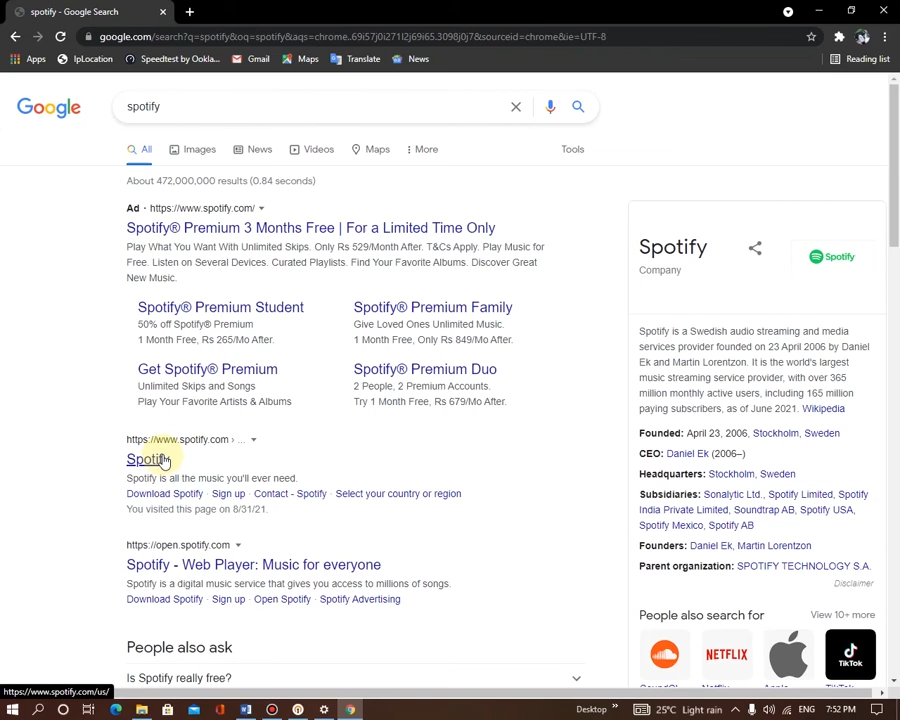 spotify - Google Search
google.com/search?q=spotify&oq=spotify&aqs=chrome..69i57j0i271l2j69i65.3098j0j7&sourceid=chrome&ie=UTF-8
Apps IpLocation Speedtest by Ookla... Gmail Maps Translate News Reading list
Google spotify
All Images News Videos Maps More Tools
About 472,000,000 results (0.84 seconds)
Ad · https://www.spotify.com/
Spotify® Premium 3 Months Free | For a Limited Time Only
Play What You Want With Unlimited Skips. Only Rs 529/Month After. T&Cs Apply. Play Music for
Free. Listen on Several Devices. Curated Playlists. Find Your Favorite Albums. Discover Great
New Music.
Spotify® Premium Student
50% off Spotify® Premium
1 Month Free, Rs 265/Mo After.
Spotify® Premium Family
Give Loved Ones Unlimited Music.
1 Month Free, Only Rs 849/Mo After.
Get Spotify® Premium
Unlimited Skips and Songs
Play Your Favorite Artists & Albums
Spotify® Premium Duo
2 People, 2 Premium Accounts.
Try 1 Month Free, Rs 679/Mo After.
https://www.spotify.com › ...
Spotify
Spotify is all the music you'll ever need.
Download Spotify · Sign up · Contact - Spotify · Select your country or region
You visited this page on 8/31/21.
https://open.spotify.com
Spotify - Web Player: Music for everyone
Spotify is a digital music service that gives you access to millions of songs.
Download Spotify · Sign up · Open Spotify · Spotify Advertising
People also ask
Is Spotify really free?
Spotify
Company
Spotify
Spotify is a Swedish audio streaming and media
services provider founded on 23 April 2006 by Daniel
Ek and Martin Lorentzon. It is the world's largest
music streaming service provider, with over 365
million monthly active users, including 165 million
paying subscribers, as of June 2021. Wikipedia
Founded: April 23, 2006, Stockholm, Sweden
CEO: Daniel Ek (2006–)
Headquarters: Stockholm, Sweden
Subsidiaries: Sonalytic Ltd., Spotify Limited, Spotify
India Private Limited, Soundtrap AB, Spotify USA,
Spotify Mexico, Spotify AB
Founders: Daniel Ek, Martin Lorentzon
Parent organization: SPOTIFY TECHNOLOGY S.A.
Disclaimer
People also search for View 10+ more
NETFLIX
TikTok
https://www.spotify.com/us/
Desktop 25°C Light rain ENG 7:52 PM